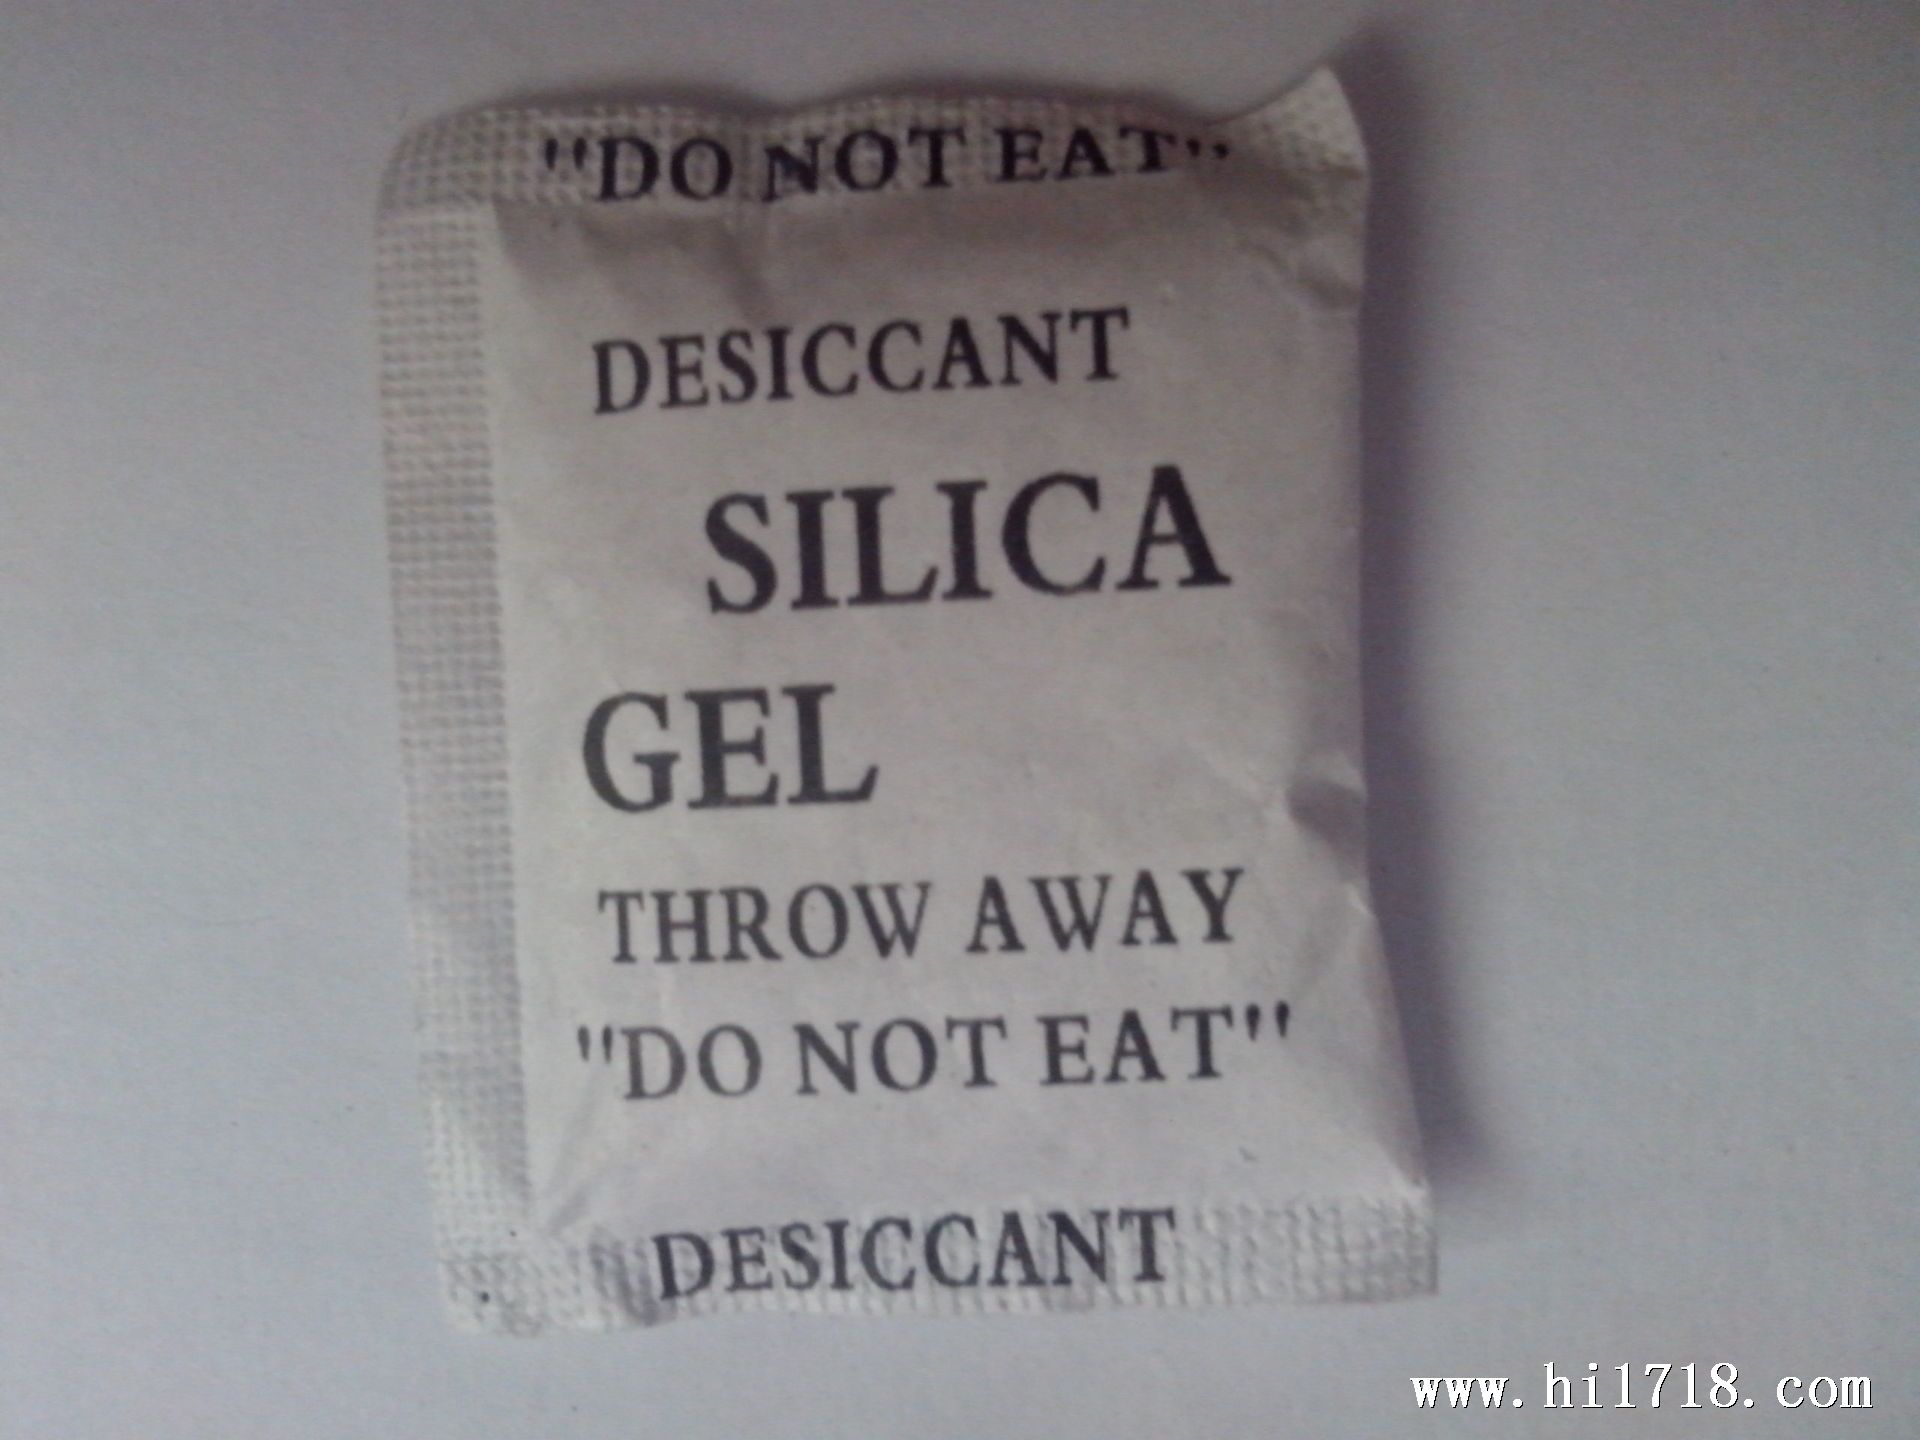 "DO NOT EAT"
DESICCANT
SILICA
GEL
THROW AWAY
"DO NOT EAT"
DESICCANT
www.hi1718.com